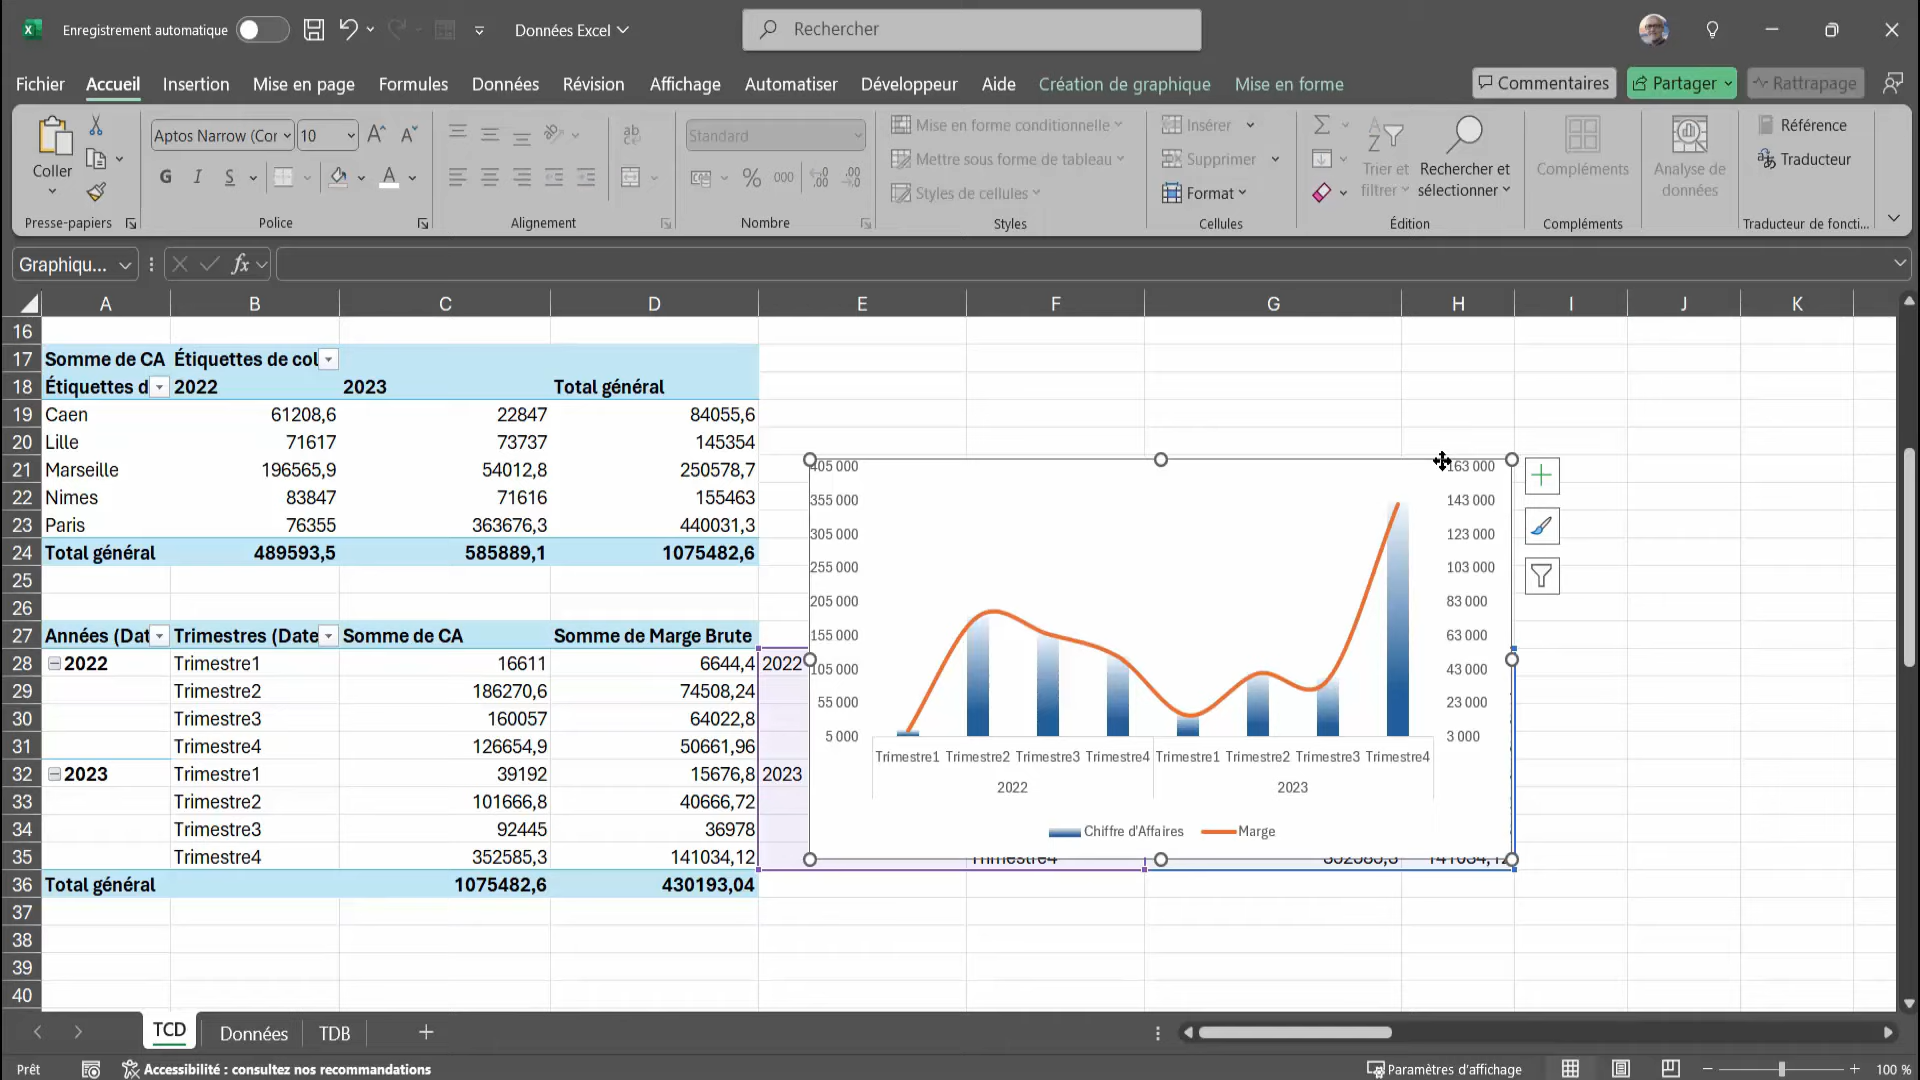 Enregistrement automatique
Données Excel
Rechercher
Fichier Accueil Insertion Mise en page Formules Données Révision Affichage Automatiser Développeur Aide Création de graphique Mise en forme
Commentaires Partager Rattrapage
Coller
Presse-papiers
Aptos Narrow (Cor 10
G I S A
Police
ab
Alignement
Standard
% 000
Nombre
Mise en forme conditionnelle
Mettre sous forme de tableau
Styles de cellules
Styles
Insérer
Supprimer
Format
Cellules
Trier et filtrer
Rechercher et sélectionner
Édition
Compléments
Compléments
Analyse de données
Référence
Traducteur
Traducteur de foncti...
Graphiqu... fx
A B C D E F G H I J K
16
17 Somme de CA Étiquettes de col
18 Étiquettes d 2022 2023 Total général
19 Caen 61208,6 22847 84055,6
20 Lille 71617 73737 145354
21 Marseille 196565,9 54012,8 250578,7
22 Nimes 83847 71616 155463
23 Paris 76355 363676,3 440031,3
24 Total général 489593,5 585889,1 1075482,6
25
26
27 Années (Dat Trimestres (Date Somme de CA Somme de Marge Brute
28 2022 Trimestre1 16611 6644,4 2022
29 Trimestre2 186270,6 74508,24
30 Trimestre3 160057 64022,8
31 Trimestre4 126654,9 50661,96
32 2023 Trimestre1 39192 15676,8 2023
33 Trimestre2 101666,8 40666,72
34 Trimestre3 92445 36978
35 Trimestre4 352585,3 141034,12 Trimestre4 352585,3 141034,12
36 Total général 1075482,6 430193,04
37
38
39
40
405 000 163 000
355 000 143 000
305 000 123 000
255 000 103 000
205 000 83 000
155 000 63 000
105 000 43 000
55 000 23 000
5 000 3 000
Trimestre1 Trimestre2 Trimestre3 Trimestre4 Trimestre1 Trimestre2 Trimestre3 Trimestre4
2022 2023
Chiffre d'Affaires Marge
TCD Données TDB
Prêt Accessibilité : consultez nos recommandations
Paramètres d'affichage
100 %